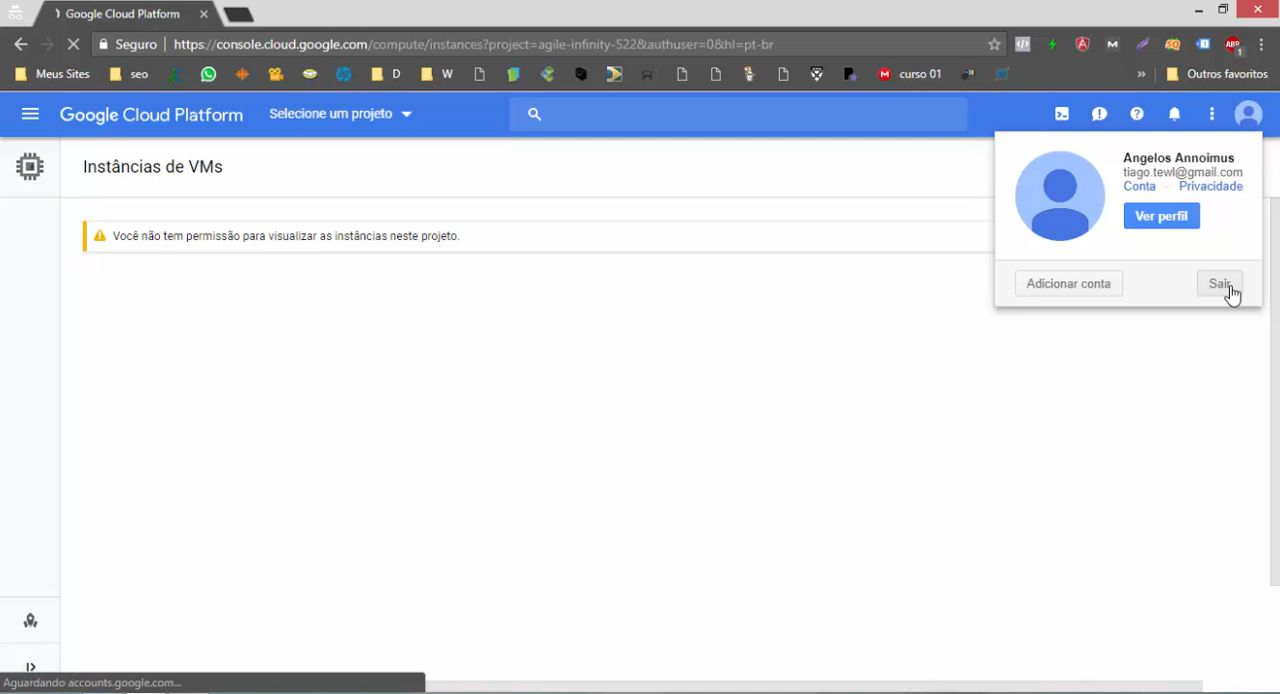 Google Cloud Platform
Seguro
https://console.cloud.google.com/compute/instances?project=agile-infinity-522&authuser=0&hl=pt-br
ABP
1
Meus Sites
seo
D
W
M
curso 01
»
Outros favoritos
Google Cloud Platform
Selecione um projeto
Instâncias de VMs
Você não tem permissão para visualizar as instâncias neste projeto.
Angelos Annoimus
tiago.tewl@gmail.com
Conta – Privacidade
Ver perfil
Adicionar conta
Sair
Aguardando accounts.google.com...